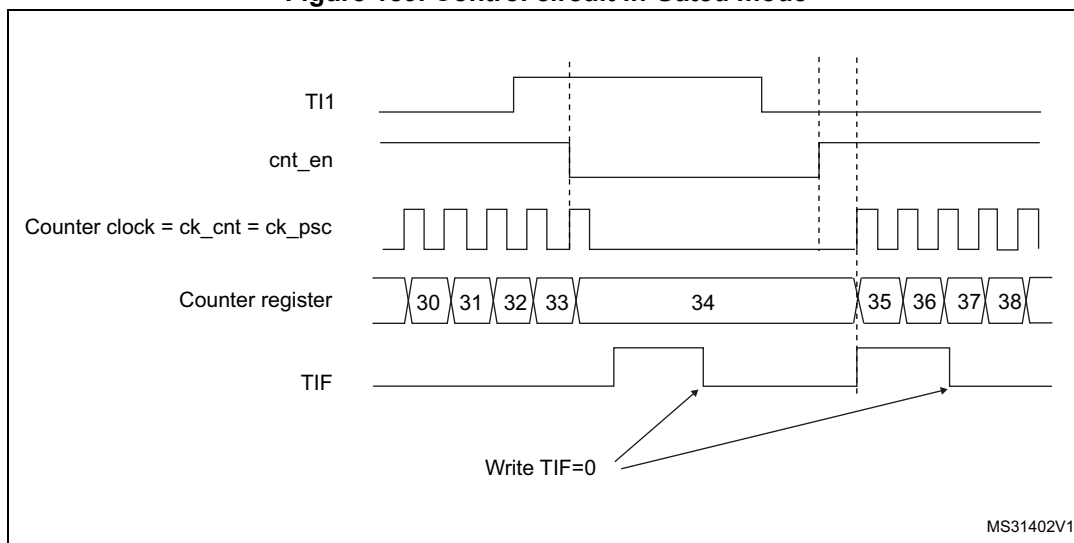 Figure Control circuit in Gated mode
TI1
cnt_en
Counter clock = ck_cnt = ck_psc
Counter register
30 31 32 33 34 35 36 37 38
TIF
Write TIF=0
MS31402V1